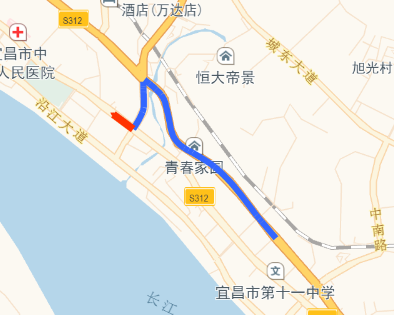 酒店(万达店)
S312
宜昌市中
人民医院
恒大帝景
城东大道
旭光村
沿江大道
青春家园
S312
中南路
宜昌市第十一中学
文
长江